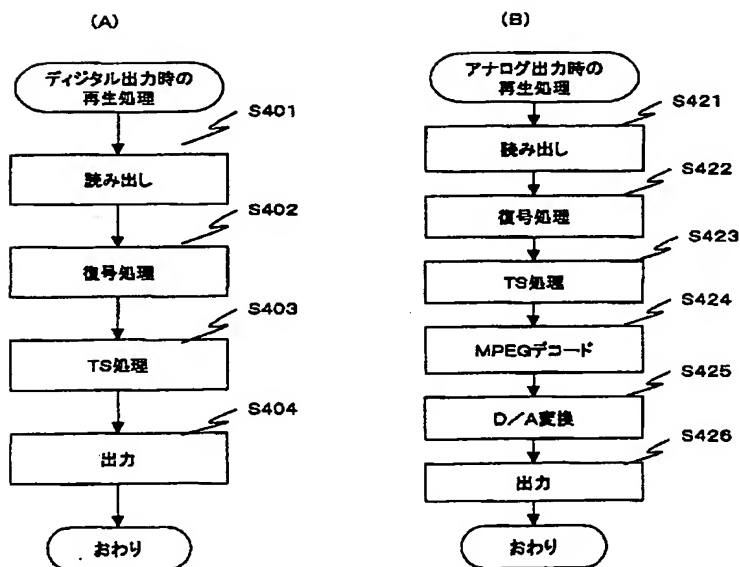 (A)
ディジタル出力時の
再生処理
S401
読み出し
S402
復号処理
S403
TS処理
S404
出力
おわり
(B)
アナログ出力時の
再生処理
S421
読み出し
S422
復号処理
S423
TS処理
S424
MPEGデコード
S425
D/A変換
S426
出力
おわり